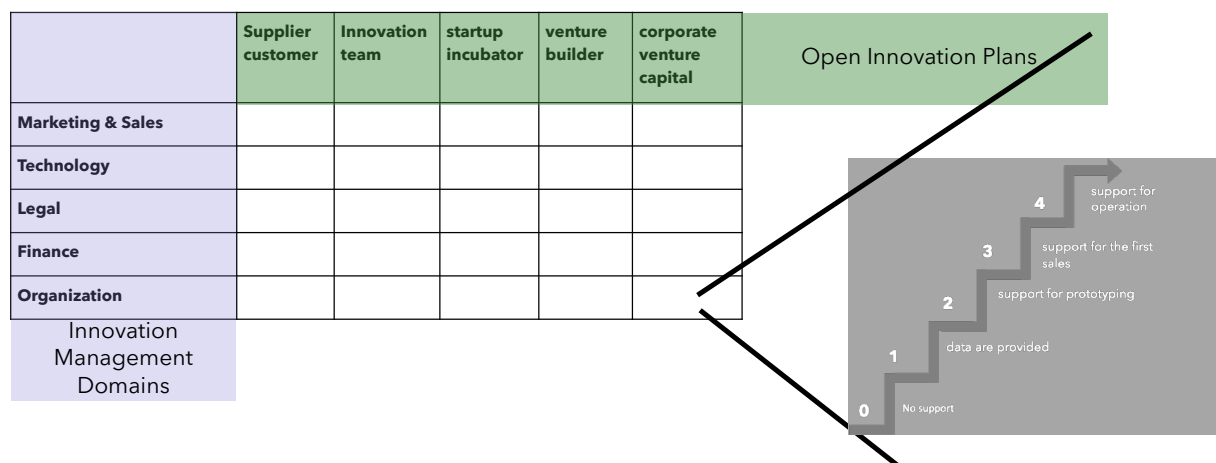 Supplier customer
Innovation team
startup incubator
venture builder
corporate venture capital
Open Innovation Plans
Marketing & Sales
Technology
Legal
Finance
Organization
Innovation
Management
Domains
4
support for
operation
3
support for the first
sales
2
support for prototyping
1
data are provided
0
No support